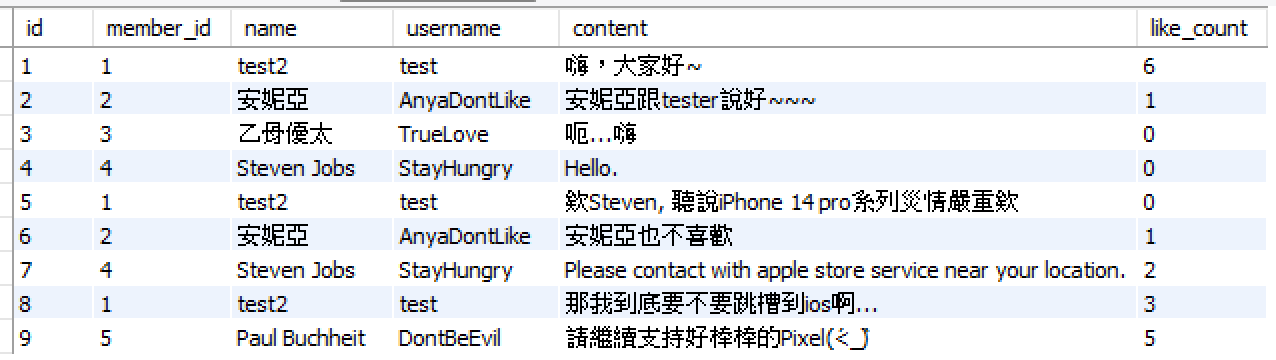 id member_id name username content like_count
1 1 test2 test 嗨，大家好~ 6
2 2 安妮亞 AnyaDontLike 安妮亞跟tester說好~~~ 1
3 3 乙骨優太 TrueLove 呃...嗨 0
4 4 Steven Jobs StayHungry Hello. 0
5 1 test2 test 欸Steven, 聽說iPhone 14 pro系列災情嚴重欸 0
6 2 安妮亞 AnyaDontLike 安妮亞也不喜歡 1
7 4 Steven Jobs StayHungry Please contact with apple store service near your location. 2
8 1 test2 test 那我到底要不要跳槽到ios啊... 3
9 5 Paul Buchheit DontBeEvil 請繼續支持好棒棒的Pixel 5